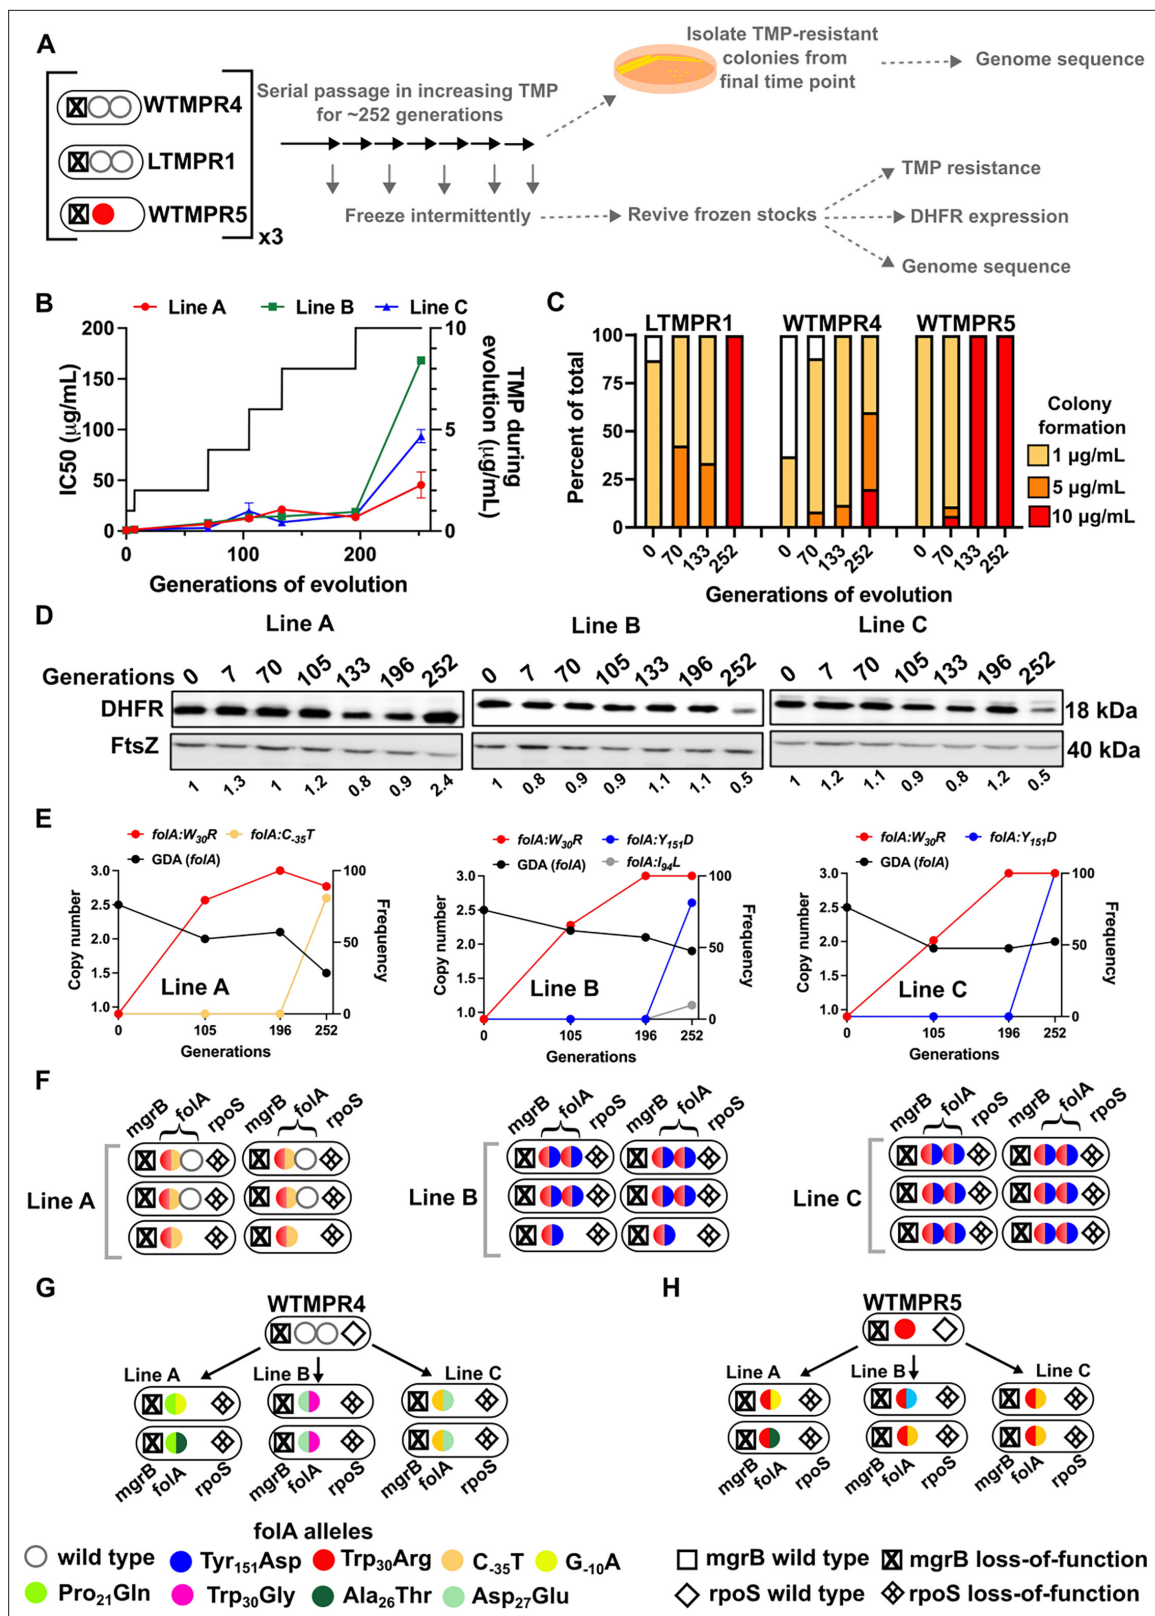 A
WTMPR4
LTMPR1
WTMPR5
x3
Serial passage in increasing TMP
for ~252 generations
Freeze intermittently
Isolate TMP-resistant
colonies from
final time point
Genome sequence
Revive frozen stocks
TMP resistance
DHFR expression
Genome sequence
B
Line A
Line B
Line C
200
150
100
50
0
IC50 (µg/mL)
10
5
0
TMP during
evolution (µg/mL)
0
100
200
Generations of evolution
C
LTMPR1
WTMPR4
WTMPR5
100
75
50
25
0
Percent of total
0 70 133 252
0 70 133 252
0 70 133 252
Generations of evolution
Colony
formation
1 µg/mL
5 µg/mL
10 µg/mL
D
Line A
Line B
Line C
Generations 0 7 70 105 133 196 252
0 7 70 105 133 196 252
0 7 70 105 133 196 252
DHFR
18 kDa
FtsZ
40 kDa
1 1.3 1 1.2 0.8 0.9 2.4
1 0.8 0.9 0.9 1.1 1.1 0.5
1 1.2 1.1 0.9 0.8 1.2 0.5
E
folA:W₃₀R
folA:C₋₃₅T
GDA (folA)
3.0
2.5
2.0
1.5
1.0
Copy number
100
50
0
Frequency
Line A
0 105 196 252
Generations
folA:W₃₀R
folA:Y₁₅₁D
GDA (folA)
folA:I₉₄L
3.0
2.5
2.0
1.5
1.0
Copy number
100
50
0
Frequency
Line B
0 105 196 252
Generations
folA:W₃₀R
folA:Y₁₅₁D
GDA (folA)
3.0
2.5
2.0
1.5
1.0
Copy number
100
50
0
Frequency
Line C
0 105 196 252
Generations
F
mgrB folA rpoS
mgrB folA rpoS
Line A
mgrB folA rpoS
mgrB folA rpoS
Line B
mgrB folA rpoS
mgrB folA rpoS
Line C
G
WTMPR4
Line A
Line B
Line C
mgrB folA rpoS
mgrB folA rpoS
mgrB folA rpoS
H
WTMPR5
Line A
Line B
Line C
mgrB folA rpoS
mgrB folA rpoS
mgrB folA rpoS
folA alleles
wild type
Tyr₁₅₁Asp
Trp₃₀Arg
C₋₃₅T
G₋₁₀A
Pro₂₁Gln
Trp₃₀Gly
Ala₂₆Thr
Asp₂₇Glu
mgrB wild type
mgrB loss-of-function
rpoS wild type
rpoS loss-of-function